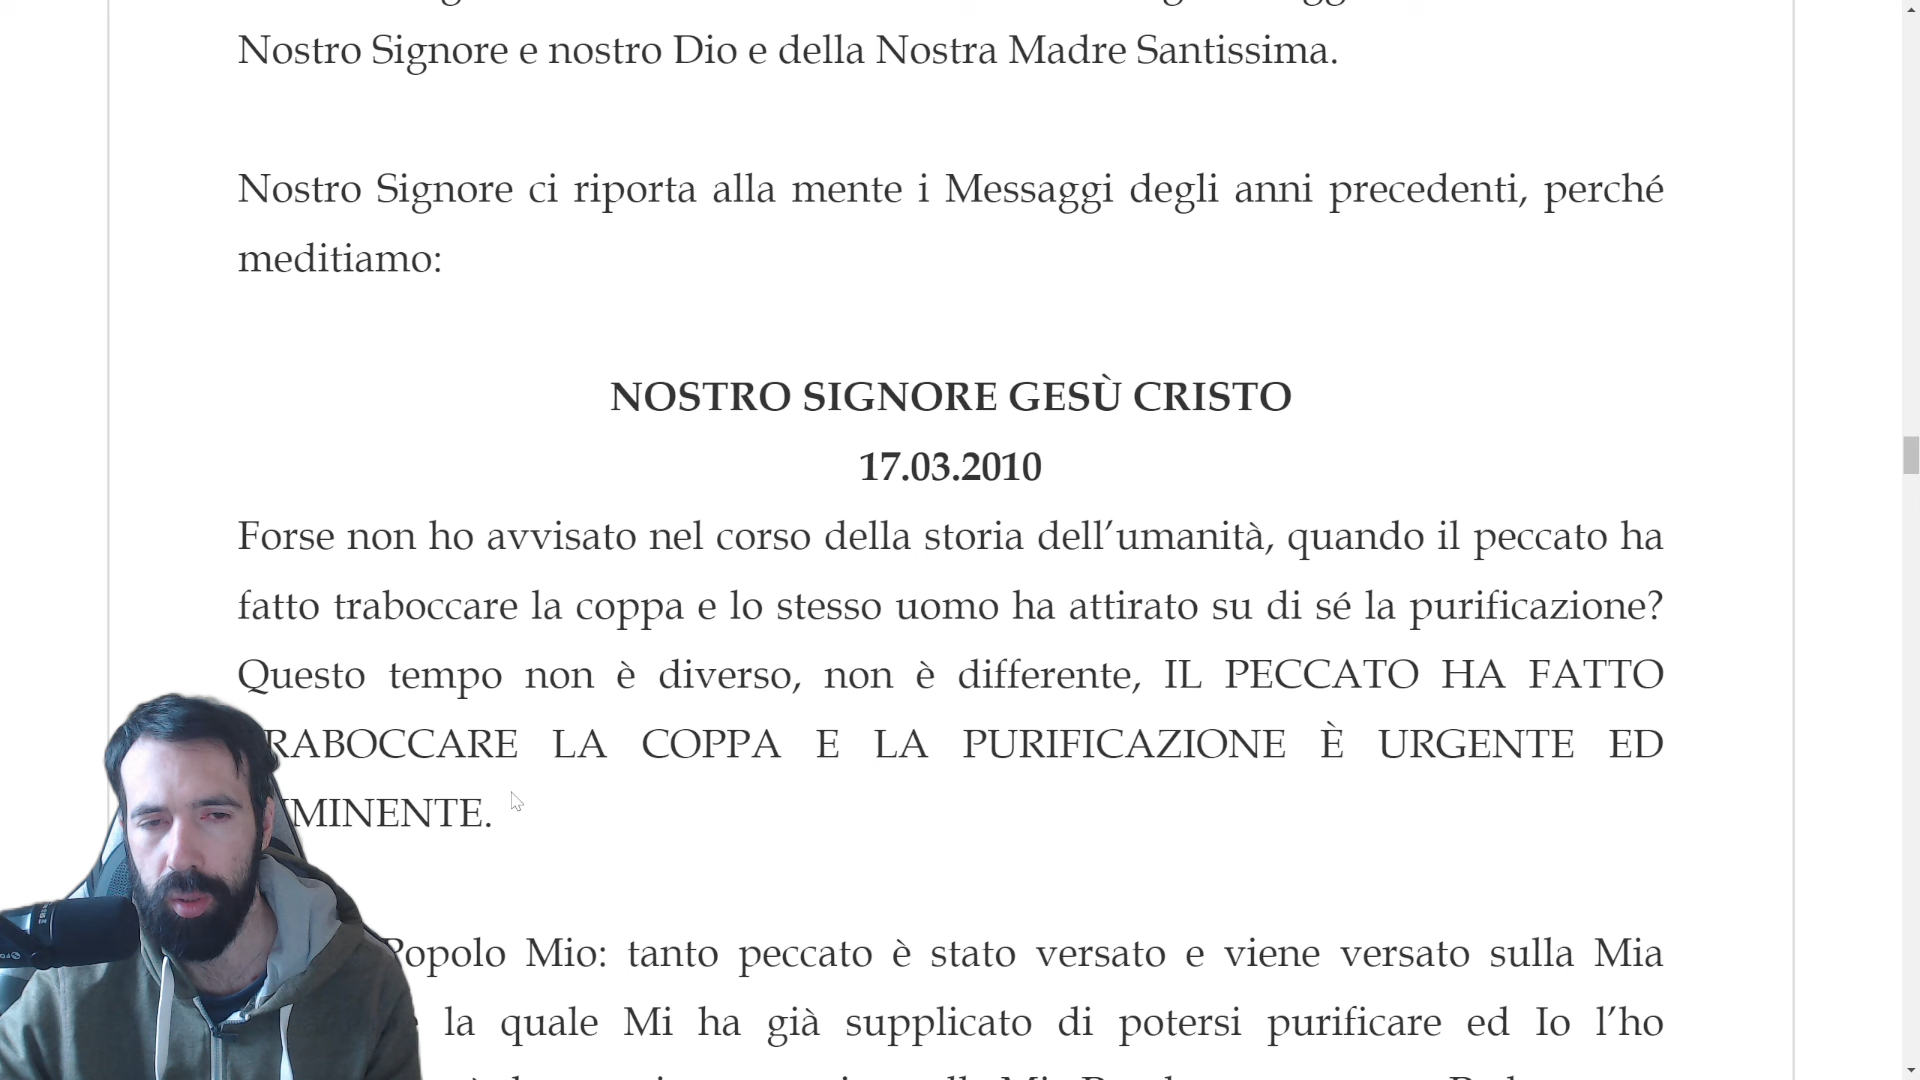 Nostro Signore e nostro Dio e della Nostra Madre Santissima.
Nostro Signore ci riporta alla mente i Messaggi degli anni precedenti, perché
meditiamo:
NOSTRO SIGNORE GESÙ CRISTO
17.03.2010
Forse non ho avvisato nel corso della storia dell’umanità, quando il peccato ha
fatto traboccare la coppa e lo stesso uomo ha attirato su di sé la purificazione?
Questo tempo non è diverso, non è differente, IL PECCATO HA FATTO
RABOCCARE LA COPPA E LA PURIFICAZIONE È URGENTE ED
MINENTE.
Popolo Mio: tanto peccato è stato versato e viene versato sulla Mia
la quale Mi ha già supplicato di potersi purificare ed Io l’ho